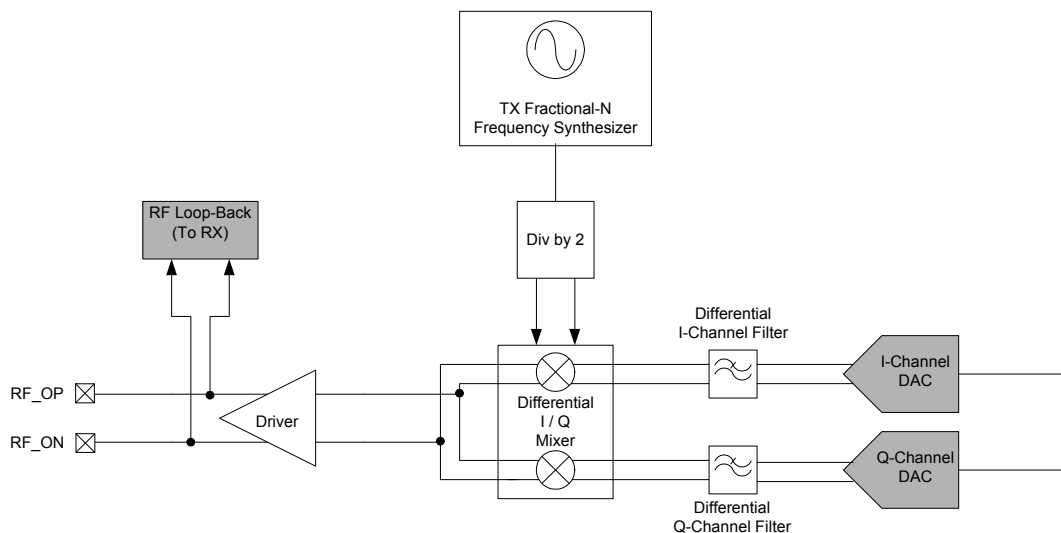 TX Fractional-N
Frequency Synthesizer
RF Loop-Back
(To RX)
Div by 2
Differential
I-Channel Filter
I-Channel
DAC
RF_OP
Driver
Differential
I / Q
Mixer
RF_ON
Q-Channel
DAC
Differential
Q-Channel Filter